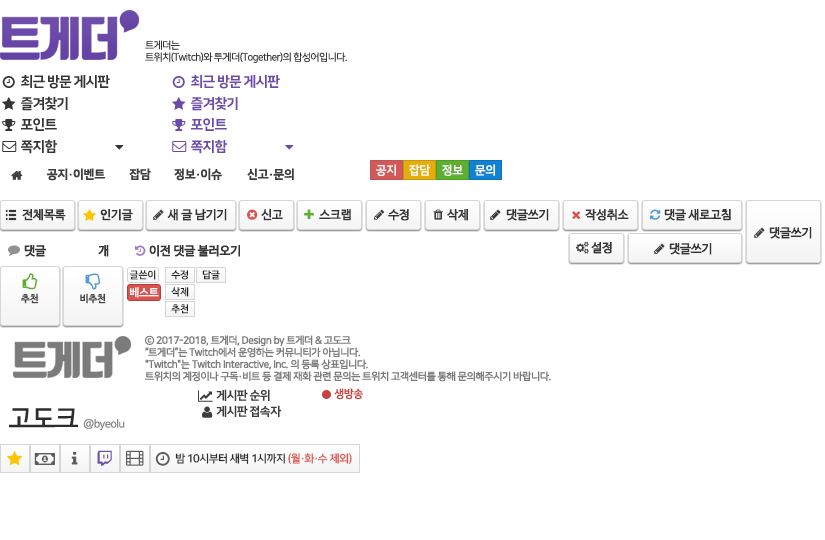 트게더
트게더는
트위치(Twitch)와 투게더(Together)의 합성어입니다.
최근 방문 게시판
최근 방문 게시판
즐겨찾기
즐겨찾기
포인트
포인트
쪽지함
쪽지함
공지·이벤트 잡담 정보·이슈 신고·문의
공지 잡담 정보 문의
전체목록 인기글 새 글 남기기 신고 스크랩 수정 삭제 댓글쓰기 작성취소 댓글 새로고침 댓글쓰기
설정 댓글쓰기
댓글 개 이전 댓글 불러오기
추천 비추천
글쓴이 수정 답글
베스트 삭제
추천
트게더
© 2017-2018, 트게더, Design by 트게더 & 고도크
"트게더"는 Twitch에서 운영하는 커뮤니티가 아닙니다.
"Twitch"는 Twitch Interactive, Inc. 의 등록 상표입니다.
트위치의 계정이나 구독·비트 등 결제 재화 관련 문의는 트위치 고객센터를 통해 문의해주시기 바랍니다.
게시판 순위 생방송
게시판 접속자
고도크 @byeolu
밤 10시부터 새벽 1시까지 (월·화·수 제외)